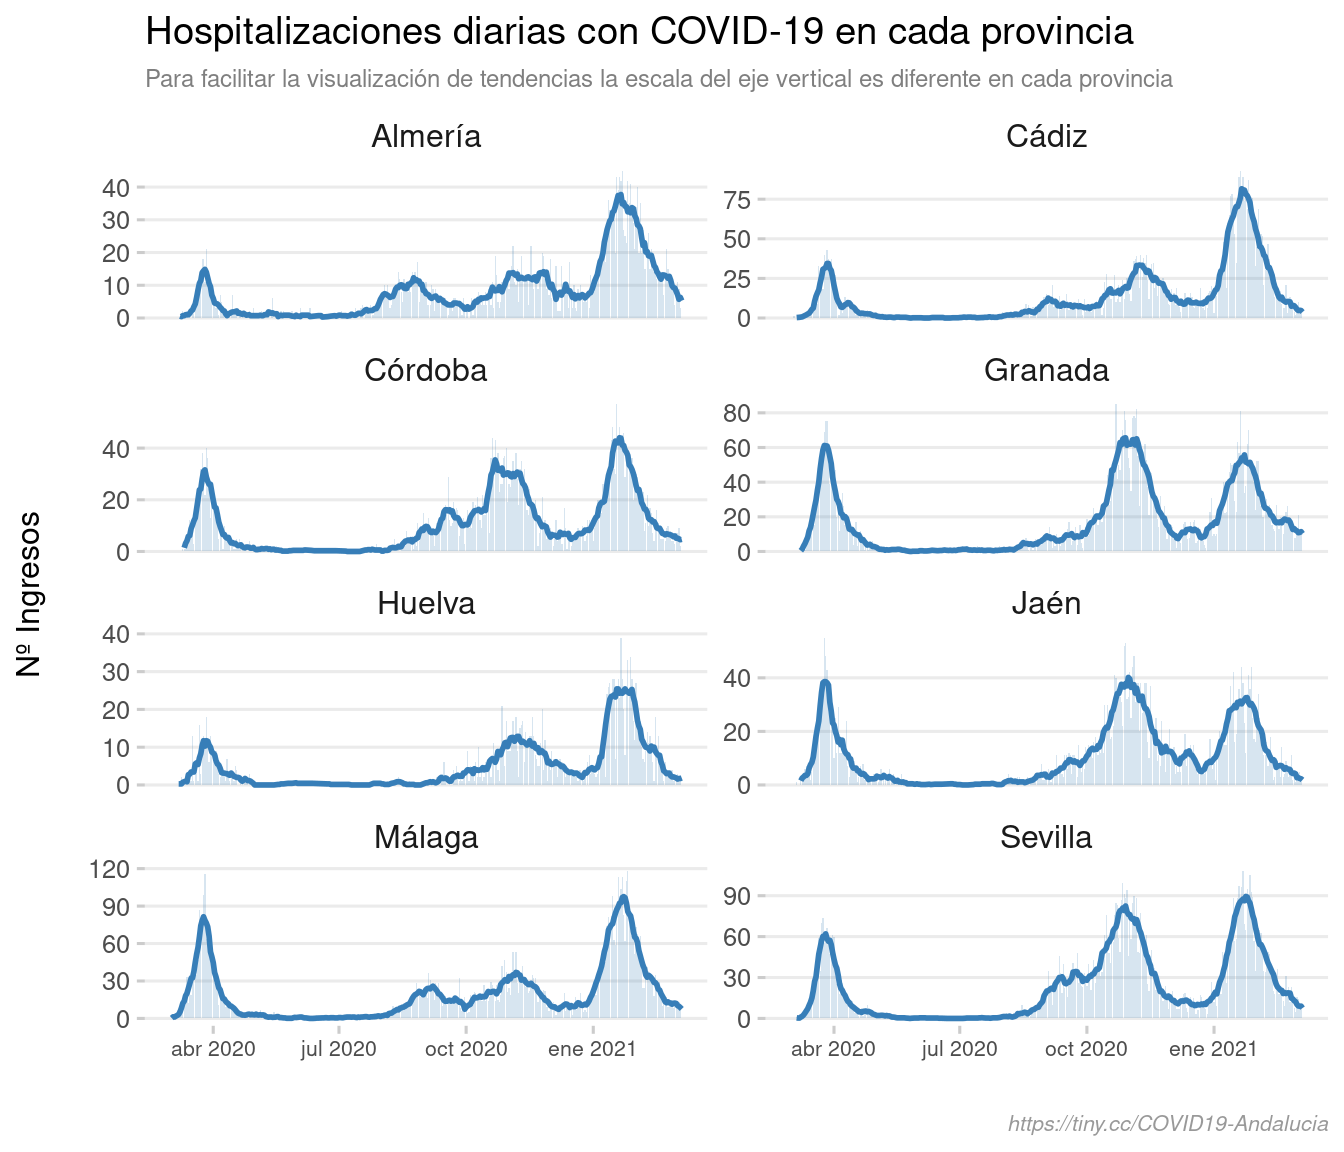 Hospitalizaciones diarias con COVID-19 en cada provincia
Para facilitar la visualización de tendencias la escala del eje vertical es diferente en cada provincia
Nº Ingresos
Almería
40
30
20
10
0
Cádiz
75
50
25
0
Córdoba
40
20
0
Granada
80
60
40
20
0
Huelva
40
30
20
10
0
Jaén
40
20
0
Málaga
120
90
60
30
0
Sevilla
90
60
30
0
abr 2020 jul 2020 oct 2020 ene 2021
abr 2020 jul 2020 oct 2020 ene 2021
https://tiny.cc/COVID19-Andalucia